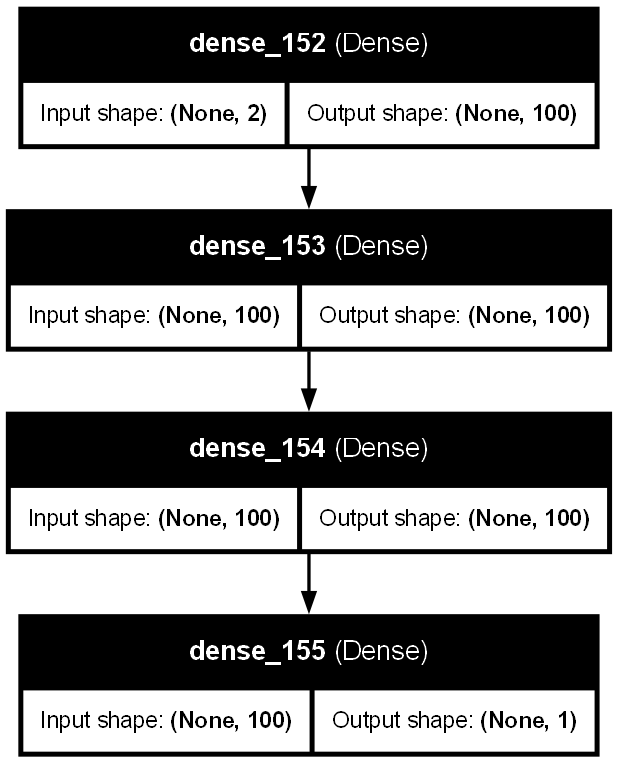 dense_152 (Dense)
Input shape: (None, 2) Output shape: (None, 100)
dense_153 (Dense)
Input shape: (None, 100) Output shape: (None, 100)
dense_154 (Dense)
Input shape: (None, 100) Output shape: (None, 100)
dense_155 (Dense)
Input shape: (None, 100) Output shape: (None, 1)